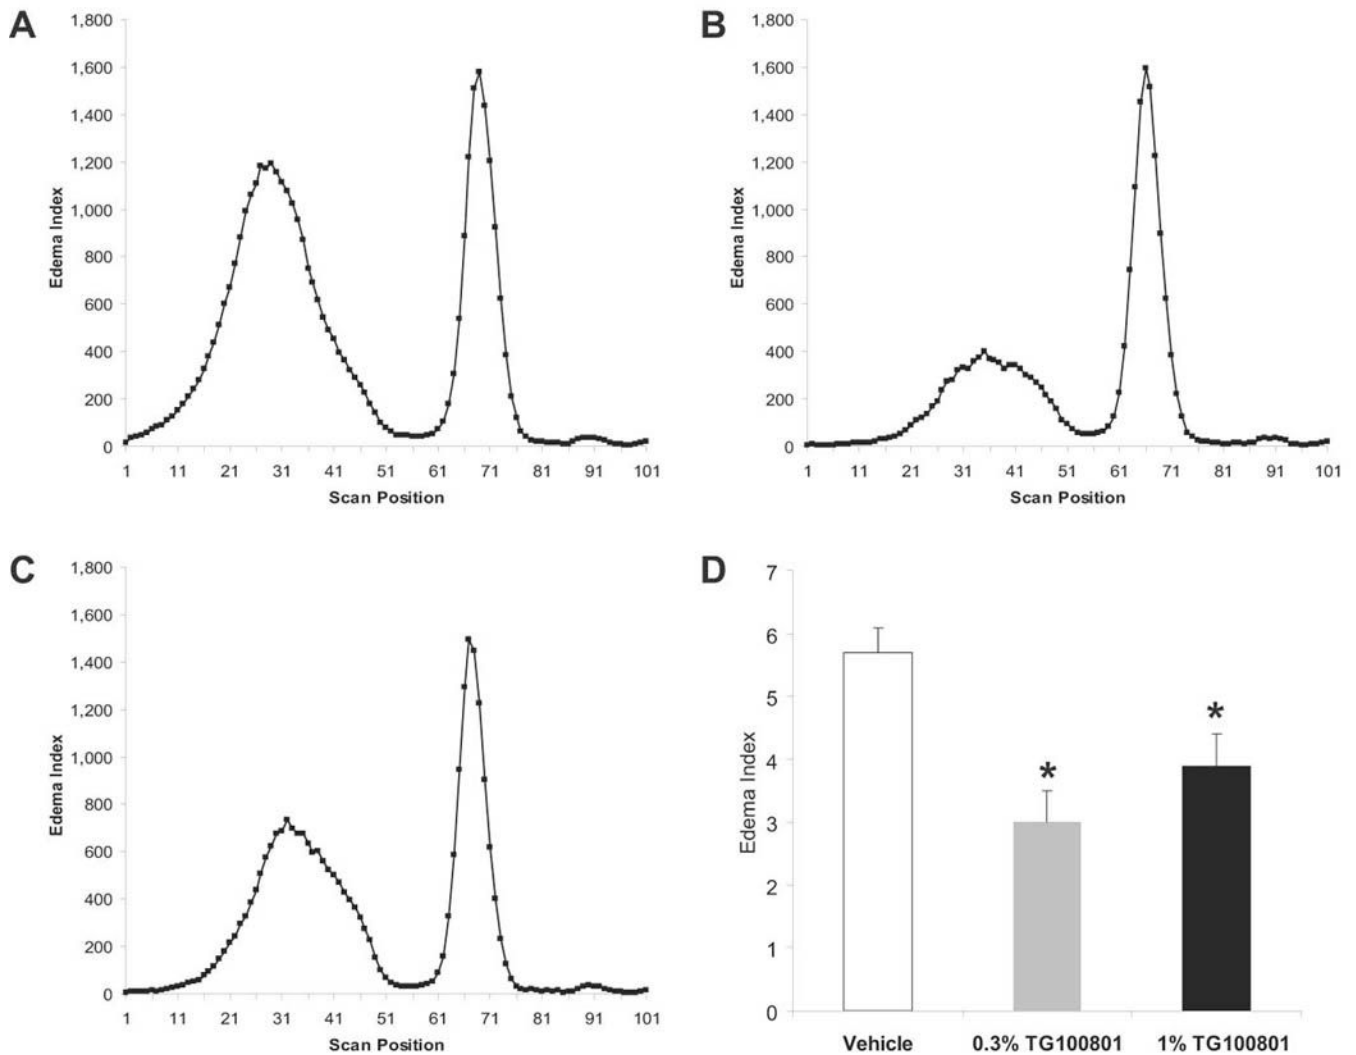 A
1,800
1,600
1,400
1,200
1,000
800
600
400
200
0
Edema Index
1 11 21 31 41 51 61 71 81 91 101
Scan Position
B
1,800
1,600
1,400
1,200
1,000
800
600
400
200
0
Edema Index
1 11 21 31 41 51 61 71 81 91 101
Scan Position
C
1,800
1,600
1,400
1,200
1,000
800
600
400
200
0
Edema Index
1 11 21 31 41 51 61 71 81 91 101
Scan Position
D
7
6
5
4
3
2
1
0
Edema Index
*
*
Vehicle 0.3% TG100801 1% TG100801